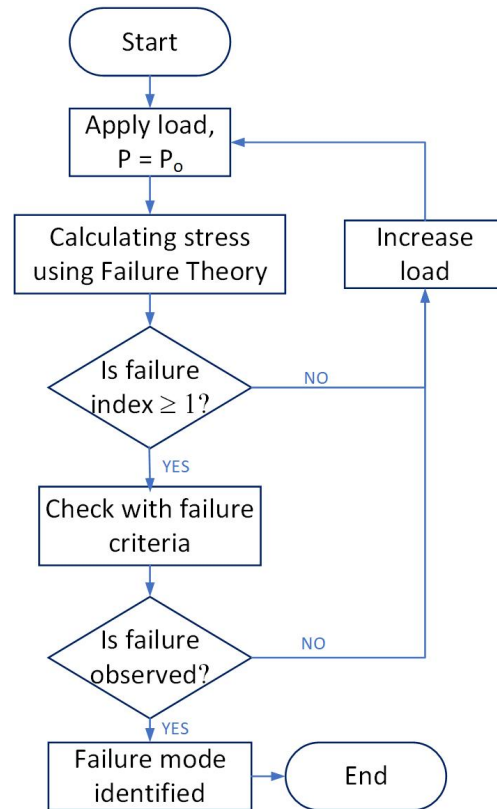 Start
Apply load,
P = Pₒ
Calculating stress
using Failure Theory
Increase
load
Is failure
index ≥ 1?
NO
YES
Check with failure
criteria
Is failure
observed?
NO
YES
Failure mode
identified
End